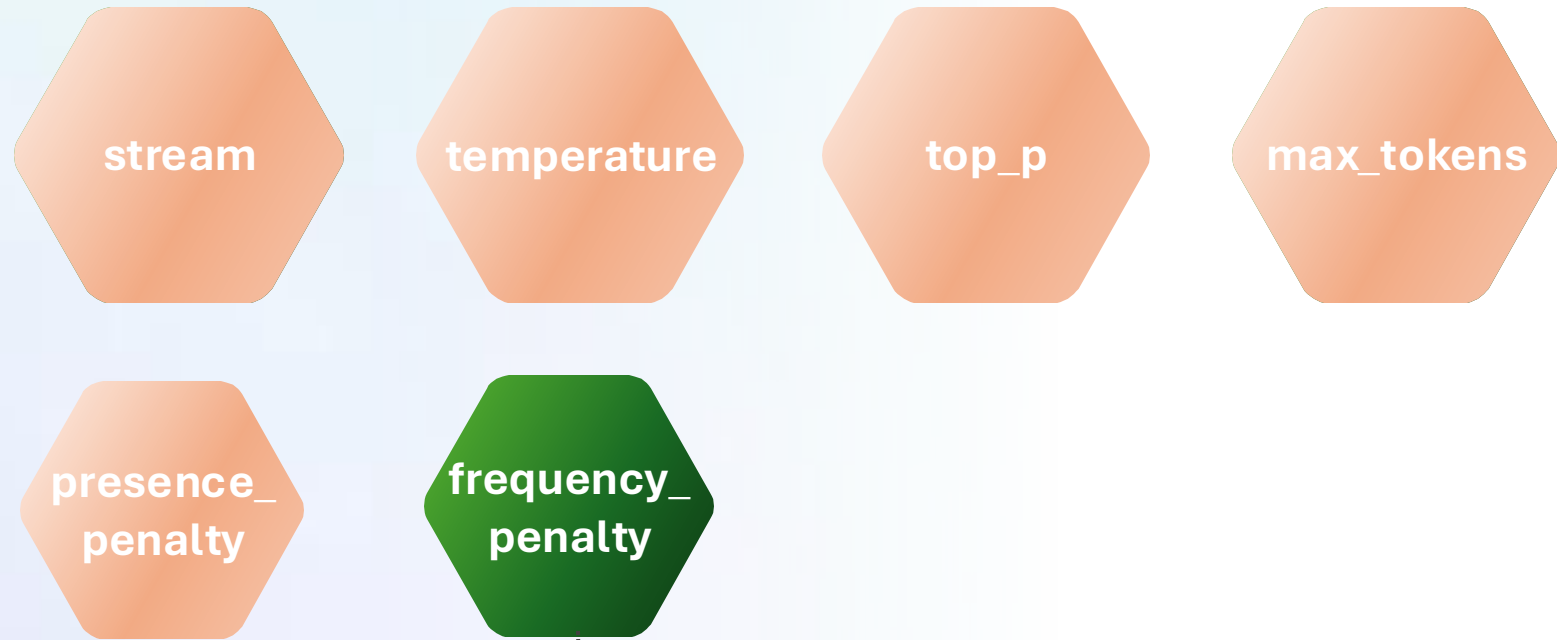 stream
temperature
top_p
max_tokens
presence_
penalty
frequency_
penalty